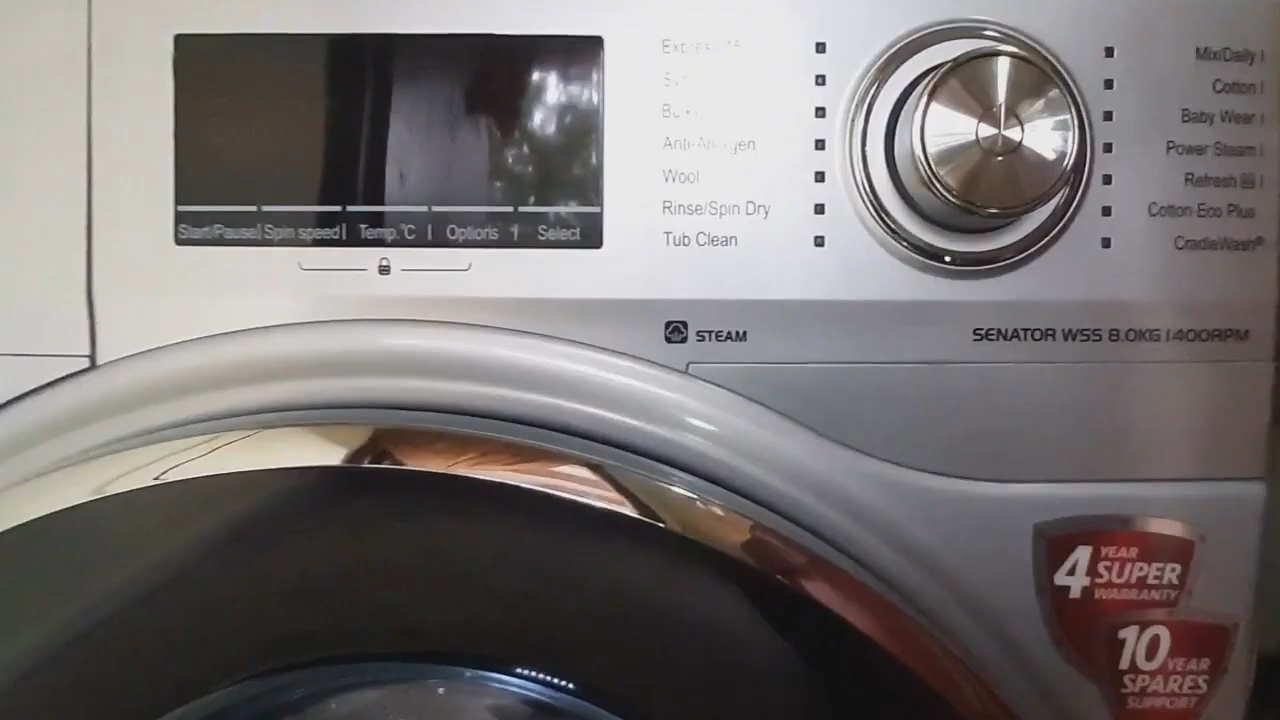 Start/Pause Spin speed Temp.°C Options Select
Anti-Allergen
Wool
Rinse/Spin Dry
Tub Clean
Mix/Daily
Cotton
Baby Wear
Power Steam
Refresh
Cotton Eco Plus
CradleWash®
STEAM
SENATOR WSS 8.0KG 1400RPM
4 YEAR
SUPER
WARRANTY
10 YEAR
SPARES
SUPPORT